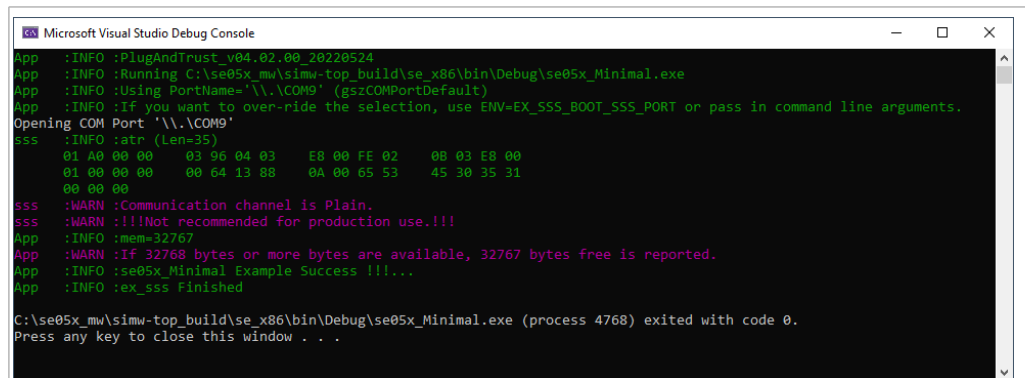 Microsoft Visual Studio Debug Console
App :INFO :PlugAndTrust_v04.02.00_20220524
App :INFO :Running C:\se05x_mw\simw-top_build\se_x86\bin\Debug\se05x_Minimal.exe
App :INFO :Using PortName='\\.\COM9' (gszCOMPortDefault)
App :INFO :If you want to over-ride the selection, use ENV=EX_SSS_BOOT_SSS_PORT or pass in command line arguments.
Opening COM Port '\\.\COM9'
sss :INFO :atr (Len=35)
01 A0 00 00 03 96 04 03 E8 00 FE 02 0B 03 E8 00
01 00 00 00 00 64 13 88 0A 00 65 53 45 30 35 31
00 00 00
sss :WARN :Communication channel is Plain.
sss :WARN :!!!Not recommended for production use.!!!
App :INFO :mem=32767
App :WARN :If 32768 bytes or more bytes are available, 32767 bytes free is reported.
App :INFO :se05x_Minimal Example Success !!!...
App :INFO :ex_sss Finished
C:\se05x_mw\simw-top_build\se_x86\bin\Debug\se05x_Minimal.exe (process 4768) exited with code 0.
Press any key to close this window . . .